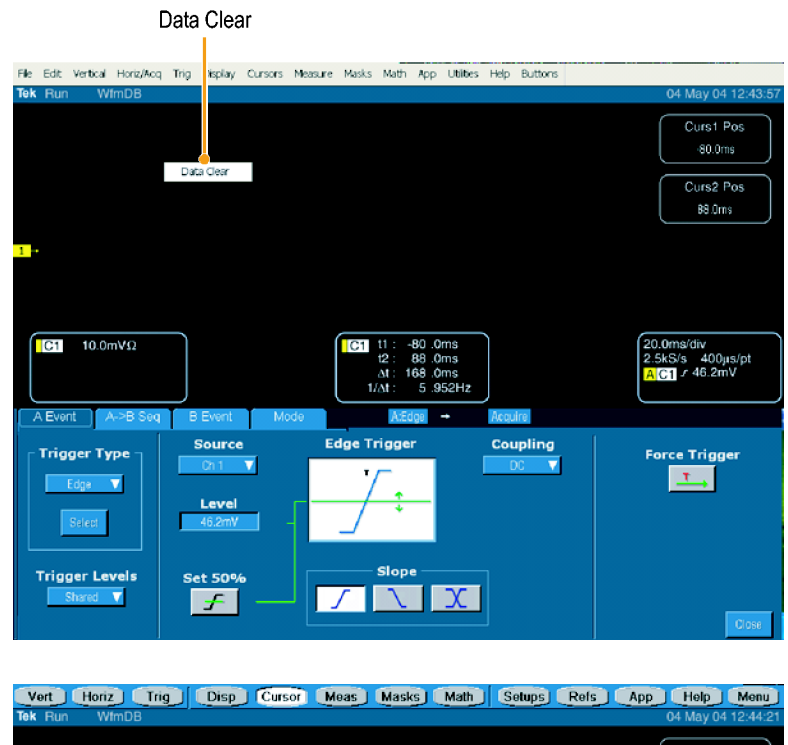 Data Clear
File Edit Vertical Horiz/Acq Trig Display Cursors Measure Masks Math App Utilities Help Buttons
Tek Run WfmDB 04 May 04 12:43:57
Curs1 Pos
-80.0ms
Data Clear
Curs2 Pos
88.0ms
1
C1 10.0mVΩ
C1 t1 : -80 .0ms
t2 : 88 .0ms
Δt : 168 .0ms
1/Δt : 5 .952Hz
20.0ms/div
2.5kS/s 400µs/pt
A C1 46.2mV
A Event A->B Seq B Event Mode A:Edge → Acquire
Trigger Type
Edge
Select
Trigger Levels
Shared
Source
Ch 1
Level
46.2mV
Set 50%
Edge Trigger
T
Slope
Coupling
DC
Force Trigger
T
Close
Vert Horiz Trig Disp Cursor Meas Masks Math Setups Refs App Help Menu
Tek Run WfmDB 04 May 04 12:44:21